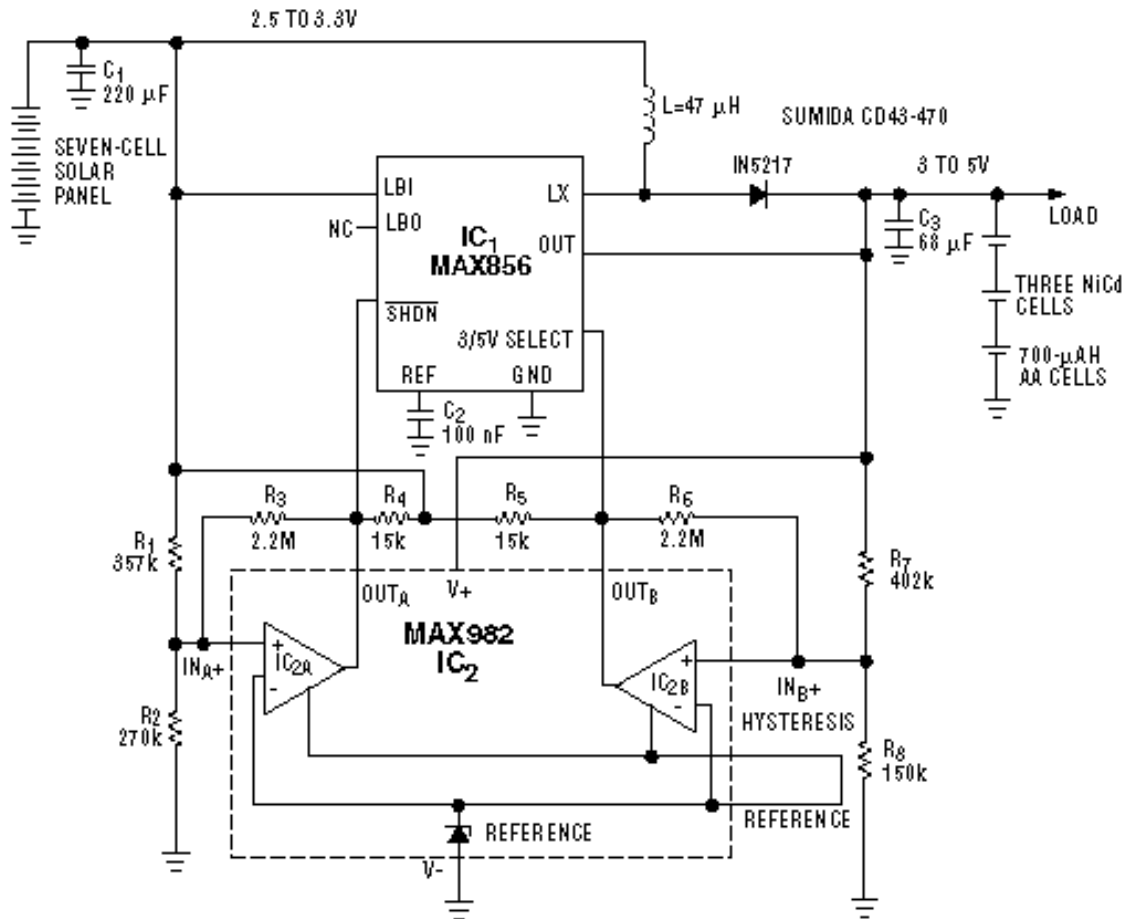 2.5 TO 3.3V
C1
220 µF
SEVEN-CELL
SOLAR
PANEL
L=47 µH
SUMIDA CD43-470
IN5217
3 TO 5V
LOAD
C3
68 µF
THREE NiCd
CELLS
700-µAH
AA CELLS
LBI
LX
NC
LBO
IC1
MAX856
OUT
SHDN
3/5V SELECT
REF
GND
C2
100 nF
R3
2.2M
R4
15k
R5
15k
R6
2.2M
R1
357k
R7
402k
OUTA
V+
OUTB
MAX982
IC2
+
IC2A
-
INA+
+
IC2B
-
INB+
HYSTERESIS
R2
270k
R8
150k
REFERENCE
REFERENCE
V-